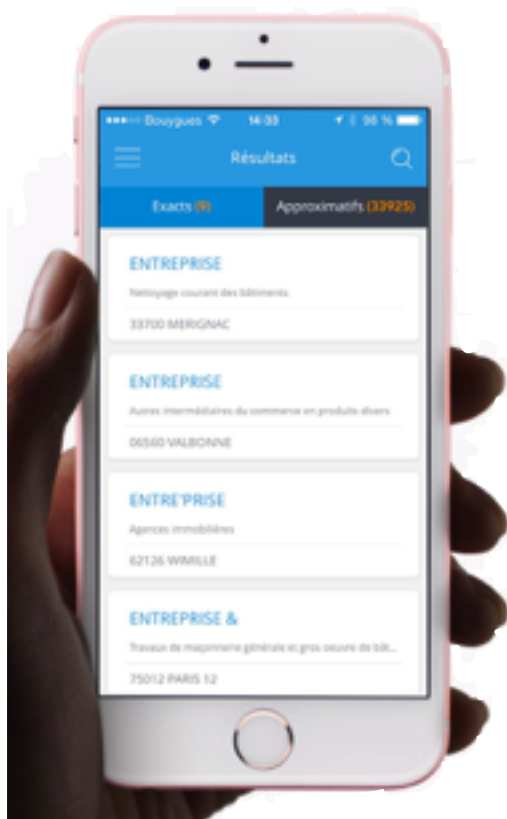 Bouygues 14:03 98 %
Résultats
Exacts (9) Approximatifs (33925)
ENTREPRISE
Nettoyage courant des bâtiments
33700 MERIGNAC
ENTREPRISE
Autres intermédiaires du commerce en produits divers
06560 VALBONNE
ENTRE'PRISE
Agences immobilières
62126 WIMILLE
ENTREPRISE &
Travaux de maçonnerie générale et gros oeuvre de bât...
75012 PARIS 12